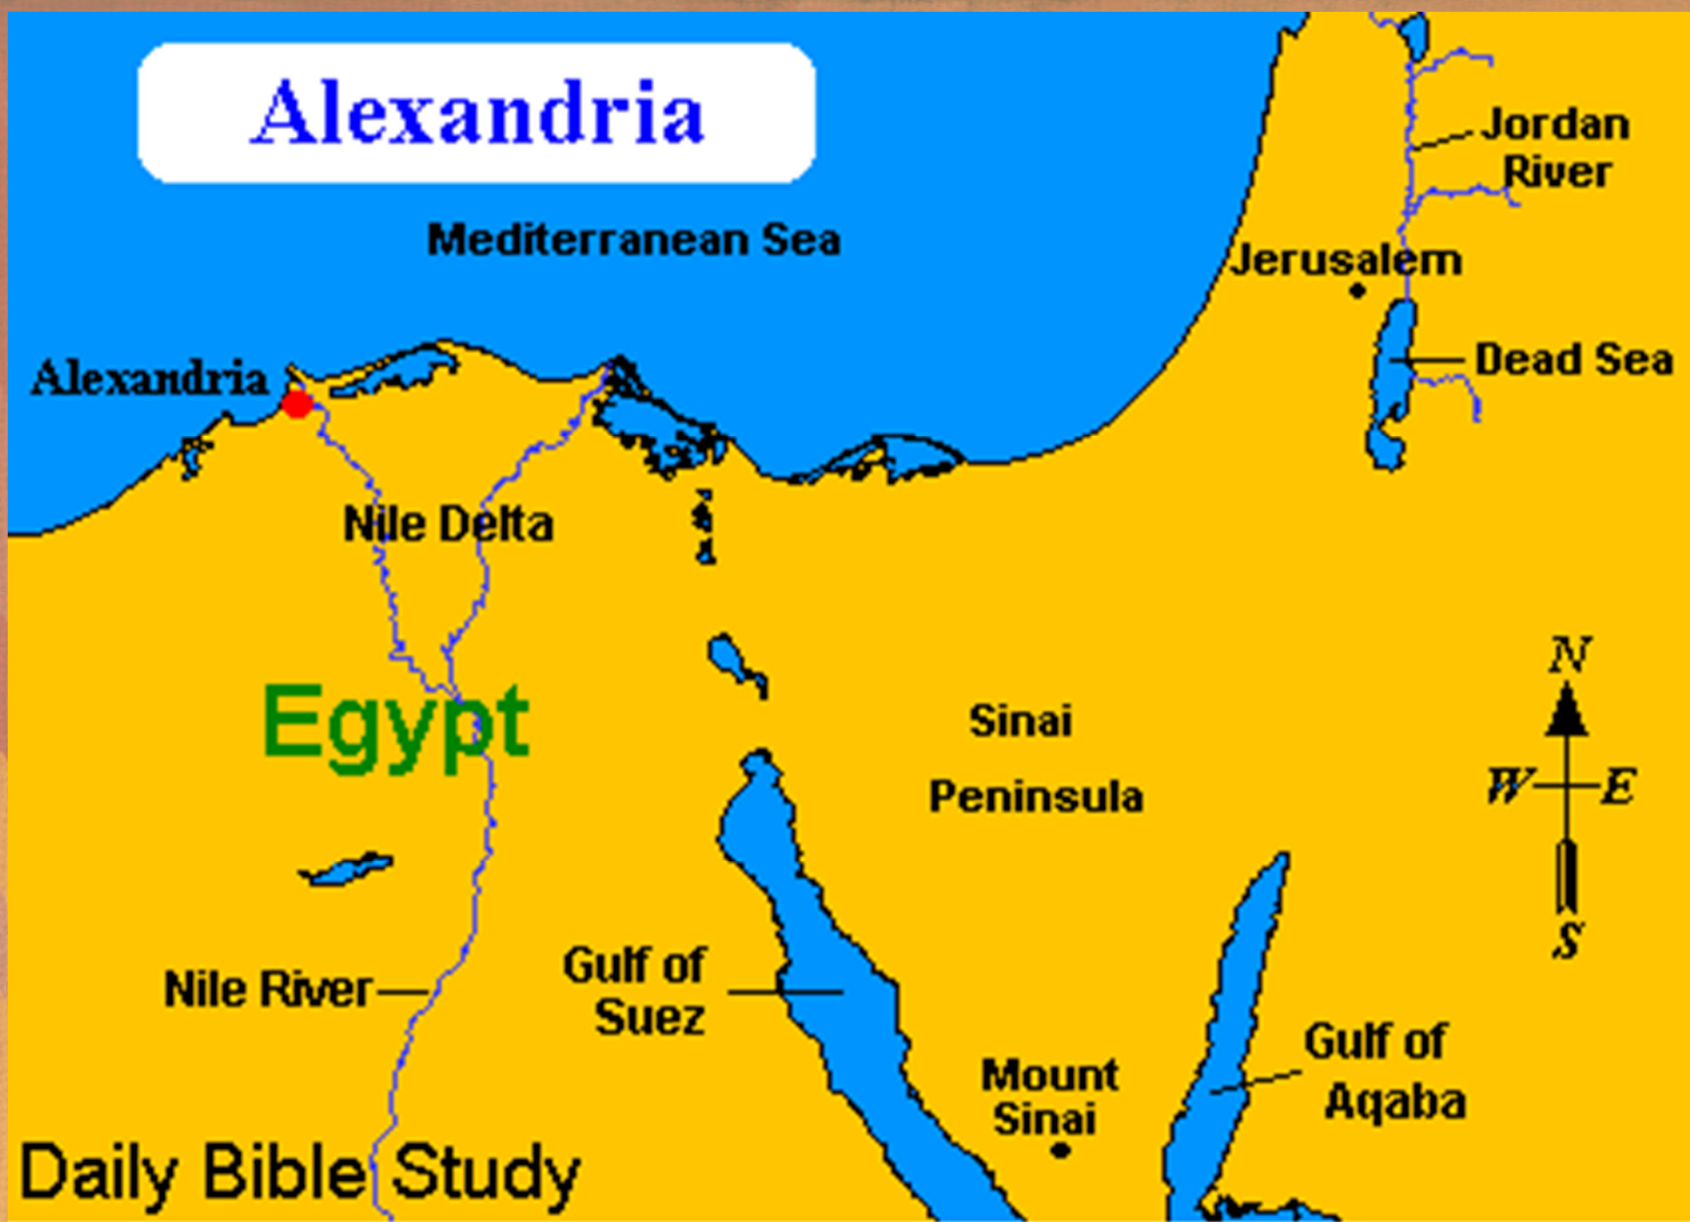 Alexandria
Jordan
River
Mediterranean Sea
Jerusalem
Dead Sea
Alexandria
Nile Delta
N
Egypt
Sinai
Peninsula
W E
S
Nile River
Gulf of
Suez
Gulf of
Aqaba
Mount
Sinai
Daily Bible Study